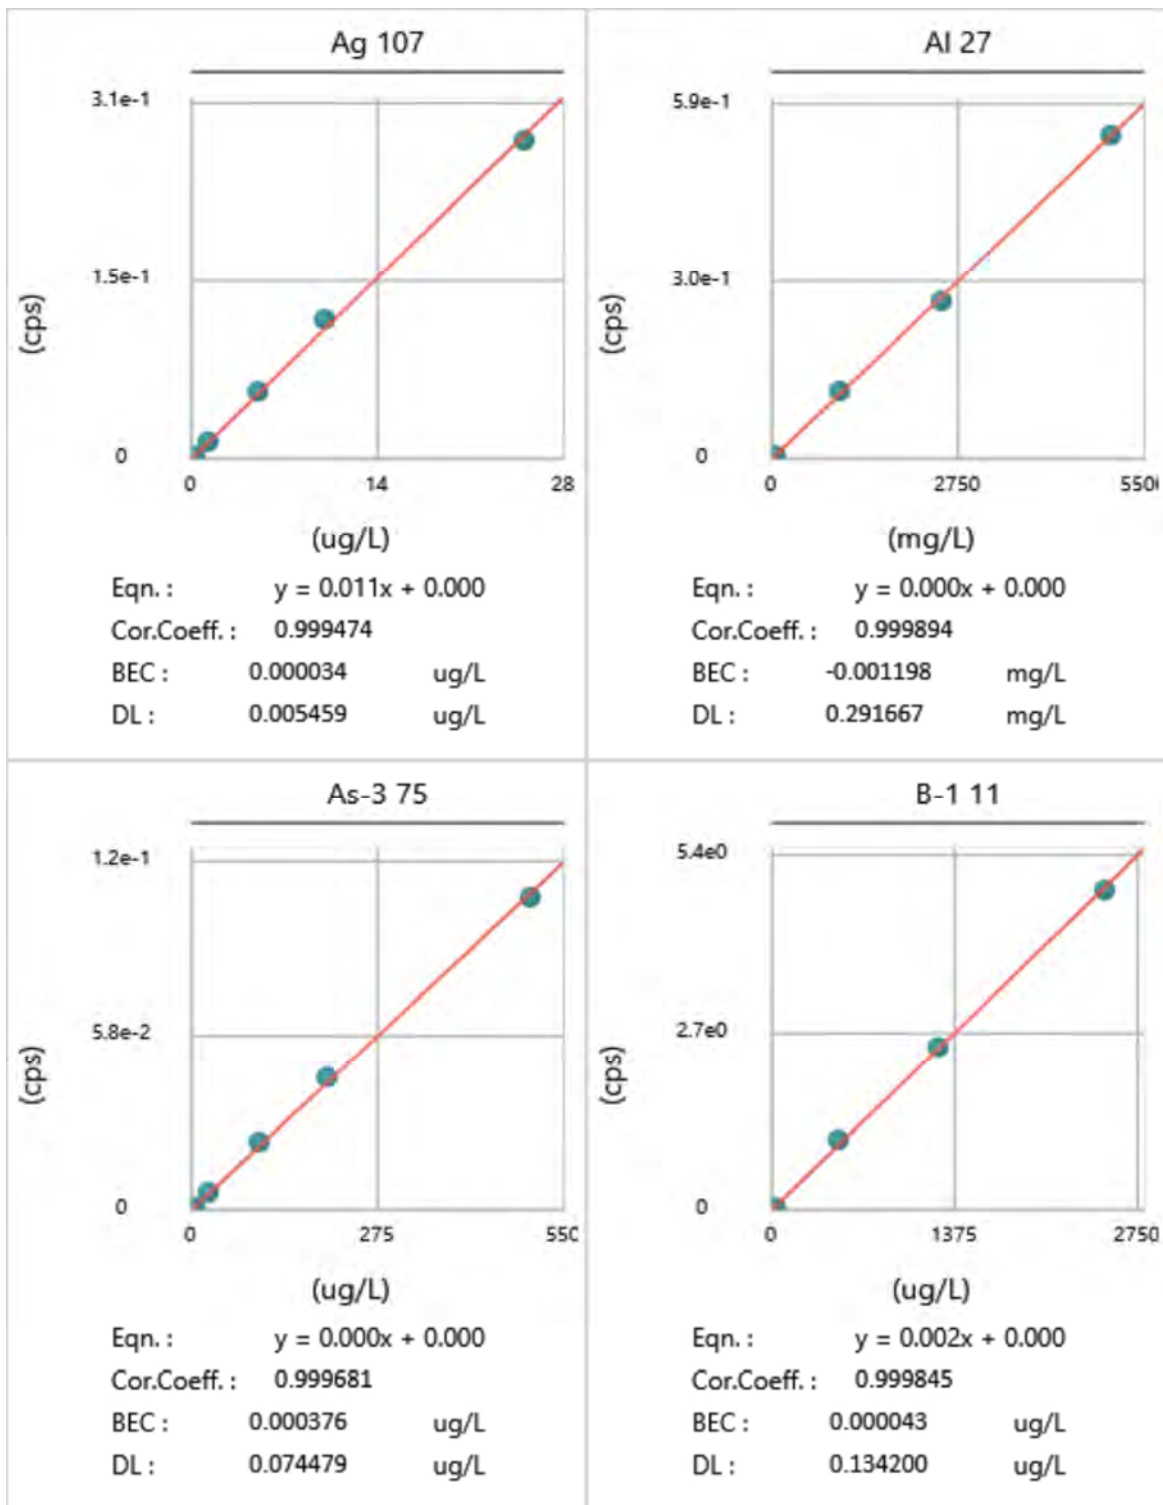 Ag 107
3.1e-1
1.5e-1
0
(cps)
0 14 28
(ug/L)
Eqn. : y = 0.011x + 0.000
Cor.Coeff. : 0.999474
BEC : 0.000034 ug/L
DL : 0.005459 ug/L
Al 27
5.9e-1
3.0e-1
0
(cps)
0 2750 550
(mg/L)
Eqn. : y = 0.000x + 0.000
Cor.Coeff. : 0.999894
BEC : -0.001198 mg/L
DL : 0.291667 mg/L
As-3 75
1.2e-1
5.8e-2
0
(cps)
0 275 550
(ug/L)
Eqn. : y = 0.000x + 0.000
Cor.Coeff. : 0.999681
BEC : 0.000376 ug/L
DL : 0.074479 ug/L
B-1 11
5.4e0
2.7e0
0
(cps)
0 1375 2750
(ug/L)
Eqn. : y = 0.002x + 0.000
Cor.Coeff. : 0.999845
BEC : 0.000043 ug/L
DL : 0.134200 ug/L